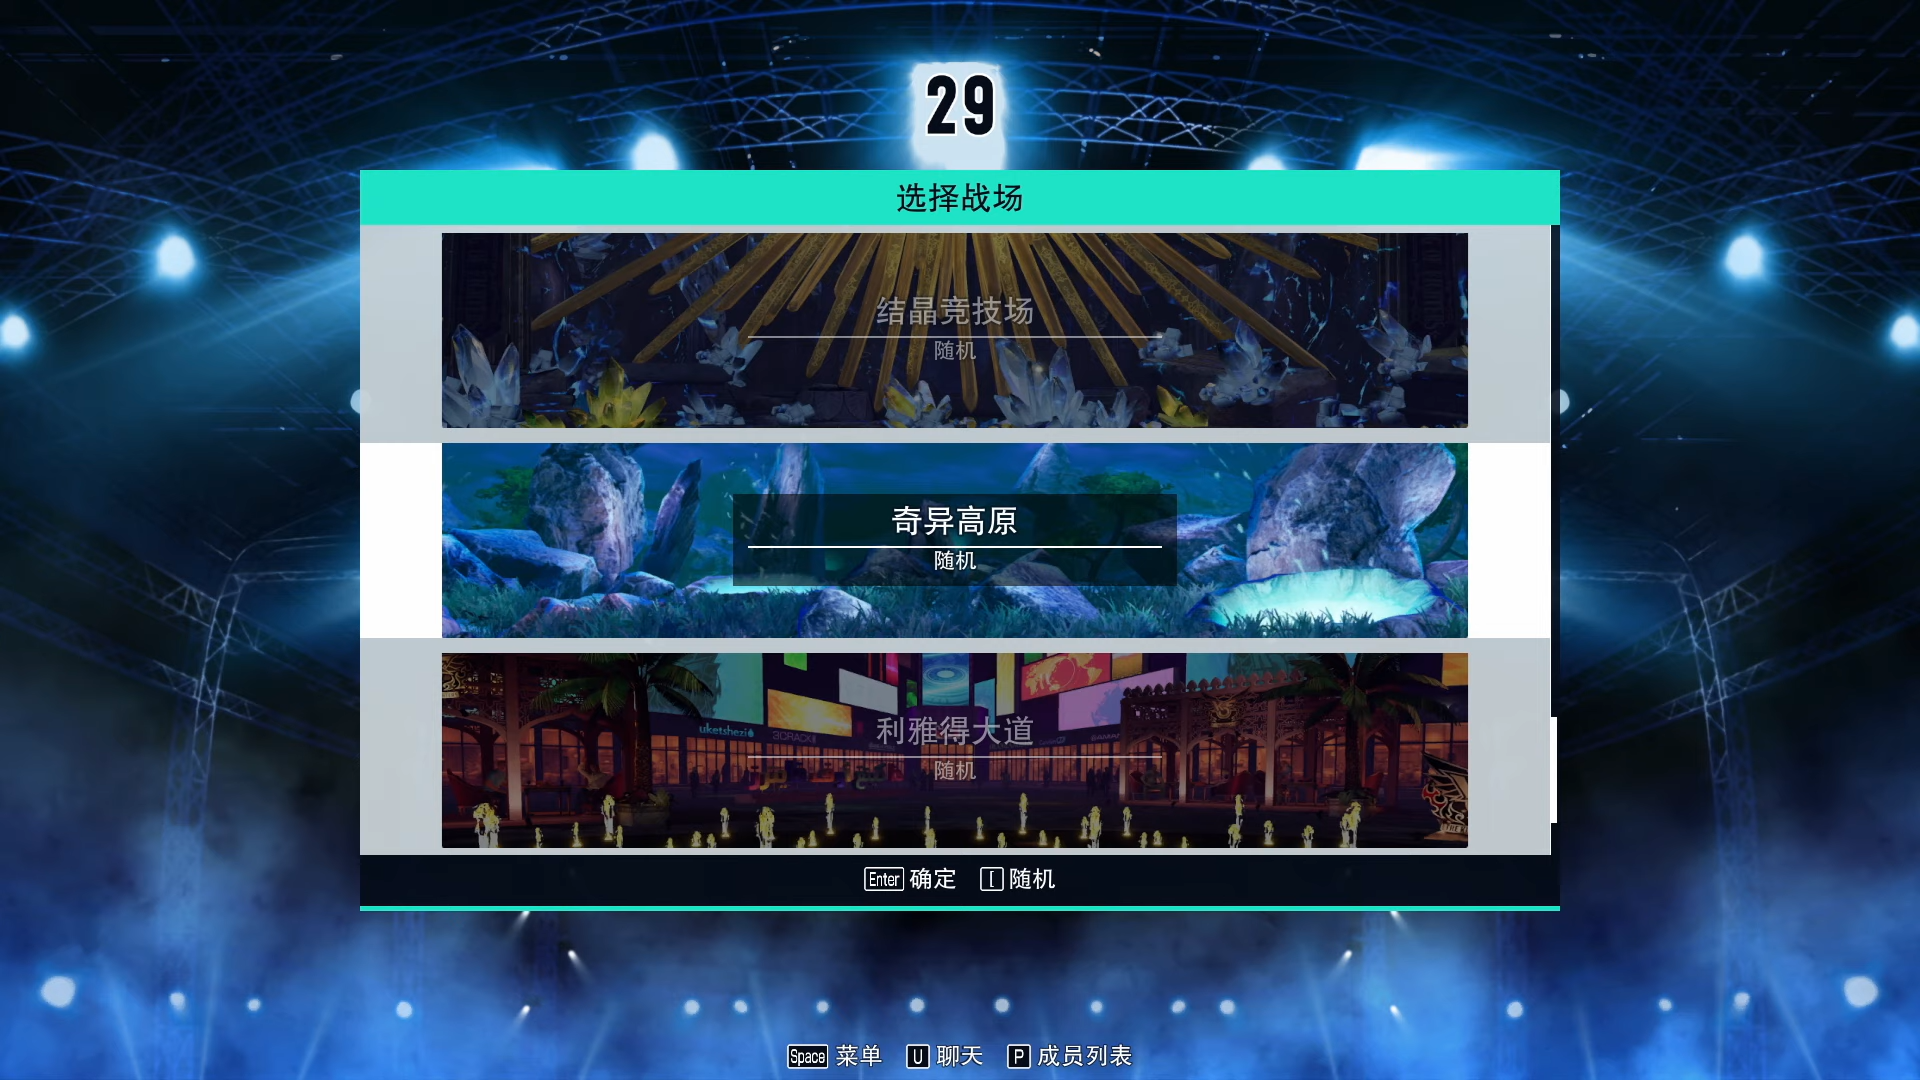 29
选择战场
结晶竞技场
随机
奇异高原
随机
uketshezi
利雅得大道
随机
Enter 确定 [ 随机
Space 菜单 U 聊天 P 成员列表